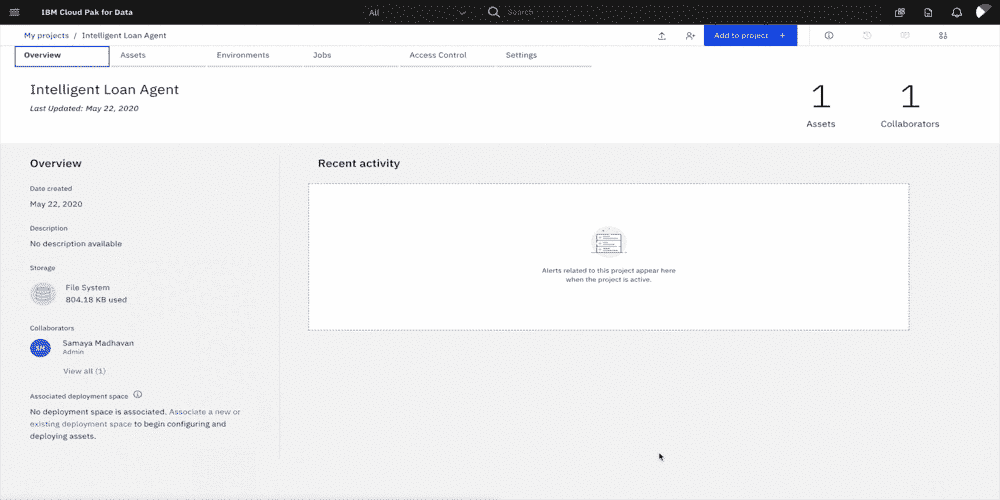 IBM Cloud Pak for Data
All
Search
My projects / Intelligent Loan Agent
Add to project +
Overview
Assets
Environments
Jobs
Access Control
Settings
Intelligent Loan Agent
Last Updated: May 22, 2020
1
Assets
1
Collaborators
Overview
Date created
May 22, 2020
Description
No description available
Storage
File System
804.18 KB used
Collaborators
SM
Samaya Madhavan
Admin
View all (1)
Associated deployment space
No deployment space is associated. Associate a new or
existing deployment space to begin configuring and
deploying assets.
Recent activity
Alerts related to this project appear here
when the project is active.